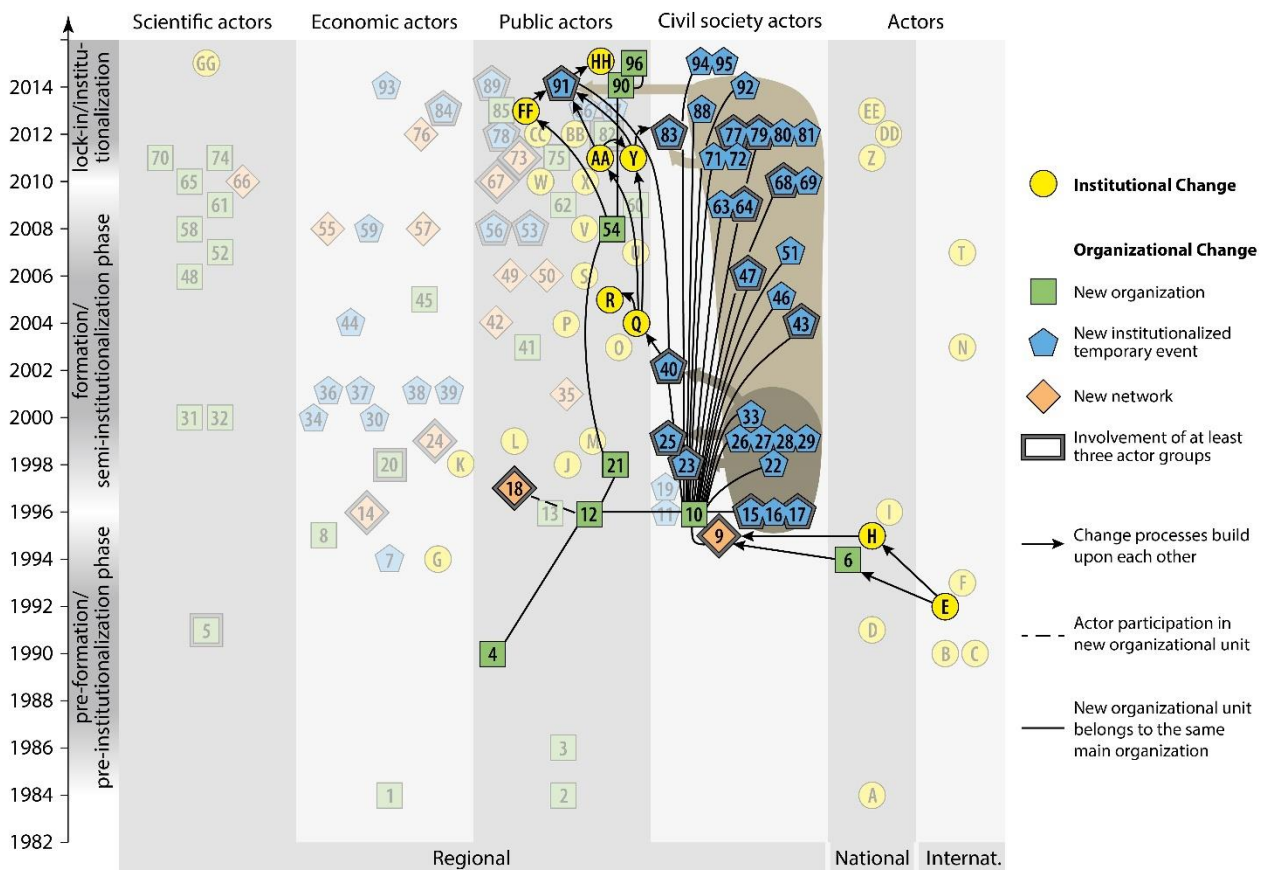 Scientific actors
Economic actors
Public actors
Civil society actors
Actors
lock-in/institu-
tionalization
formation/
semi-institutionalization phase
pre-formation/
pre-institutionalization phase
2014
2012
2010
2008
2006
2004
2002
2000
1998
1996
1994
1992
1990
1988
1986
1984
1982
GG
HH
96
94 95
93
89
91
90
92
84
FF
85
88
EE
76
78
CC
BB
82
83
77 79 80 81
DD
70
74
73
75
AA
Y
71 72
Z
65
66
67
W
X
68 69
61
62
60
63 64
58
55
59
57
56
53
V
54
52
U
51
T
48
49
50
S
47
45
R
46
44
42
P
Q
43
41
O
N
40
36 37
38 39
35
31 32
34
30
33
24
L
M
25
26 27 28 29
20
K
J
21
23
22
18
19
14
13
12
11
10
15 16 17
I
8
9
H
7
G
6
F
E
5
D
4
B
C
3
1
2
A
Regional
National
Internat.
Institutional Change
Organizational Change
New organization
New institutionalized
temporary event
New network
Involvement of at least
three actor groups
Change processes build
upon each other
Actor participation in
new organizational unit
New organizational unit
belongs to the same
main organization